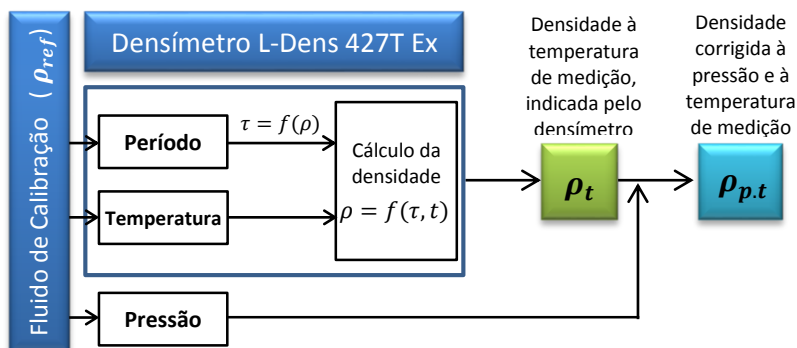 Fluido de Calibração ( ρref)
Densímetro L-Dens 427T Ex
Período
τ = f(ρ)
Temperatura
Cálculo da
densidade
ρ = f(τ, t)
Pressão
Densidade à
temperatura
de medição,
indicada pelo
densímetro
ρt
Densidade
corrigida à
pressão e à
temperatura
de medição
ρp.t